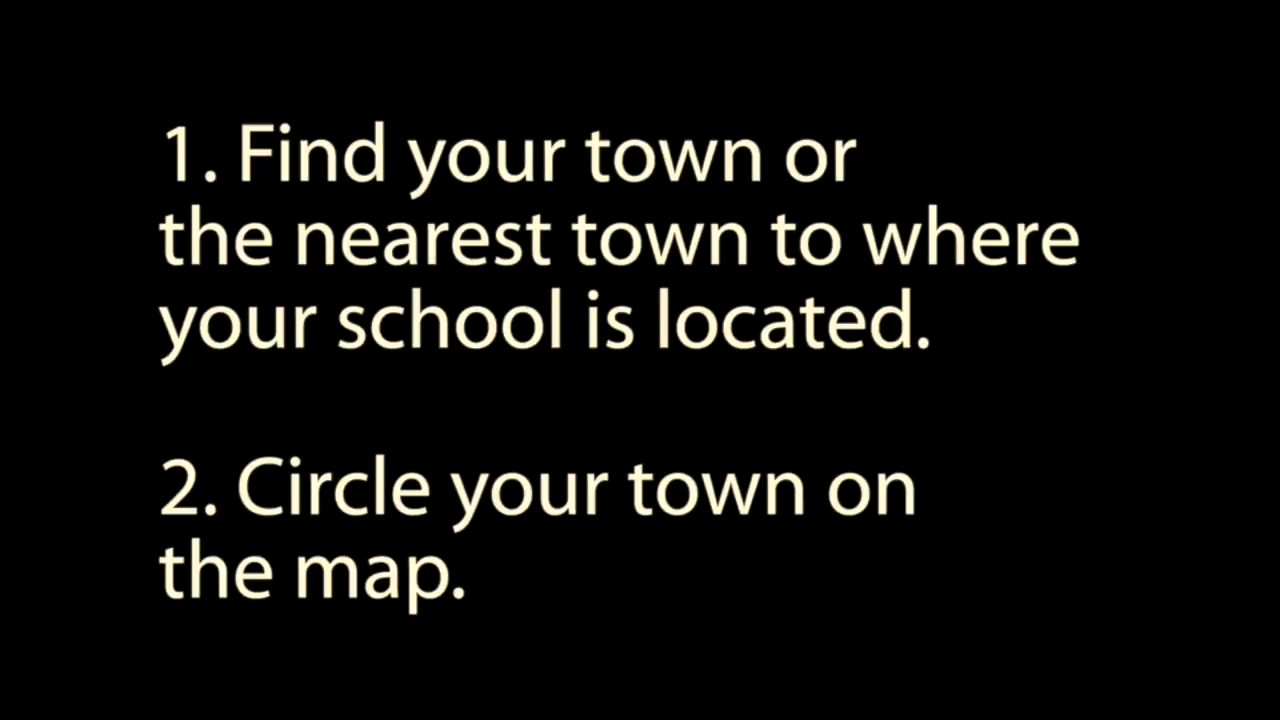 1. Find your town or
the nearest town to where
your school is located.
2. Circle your town on
the map.